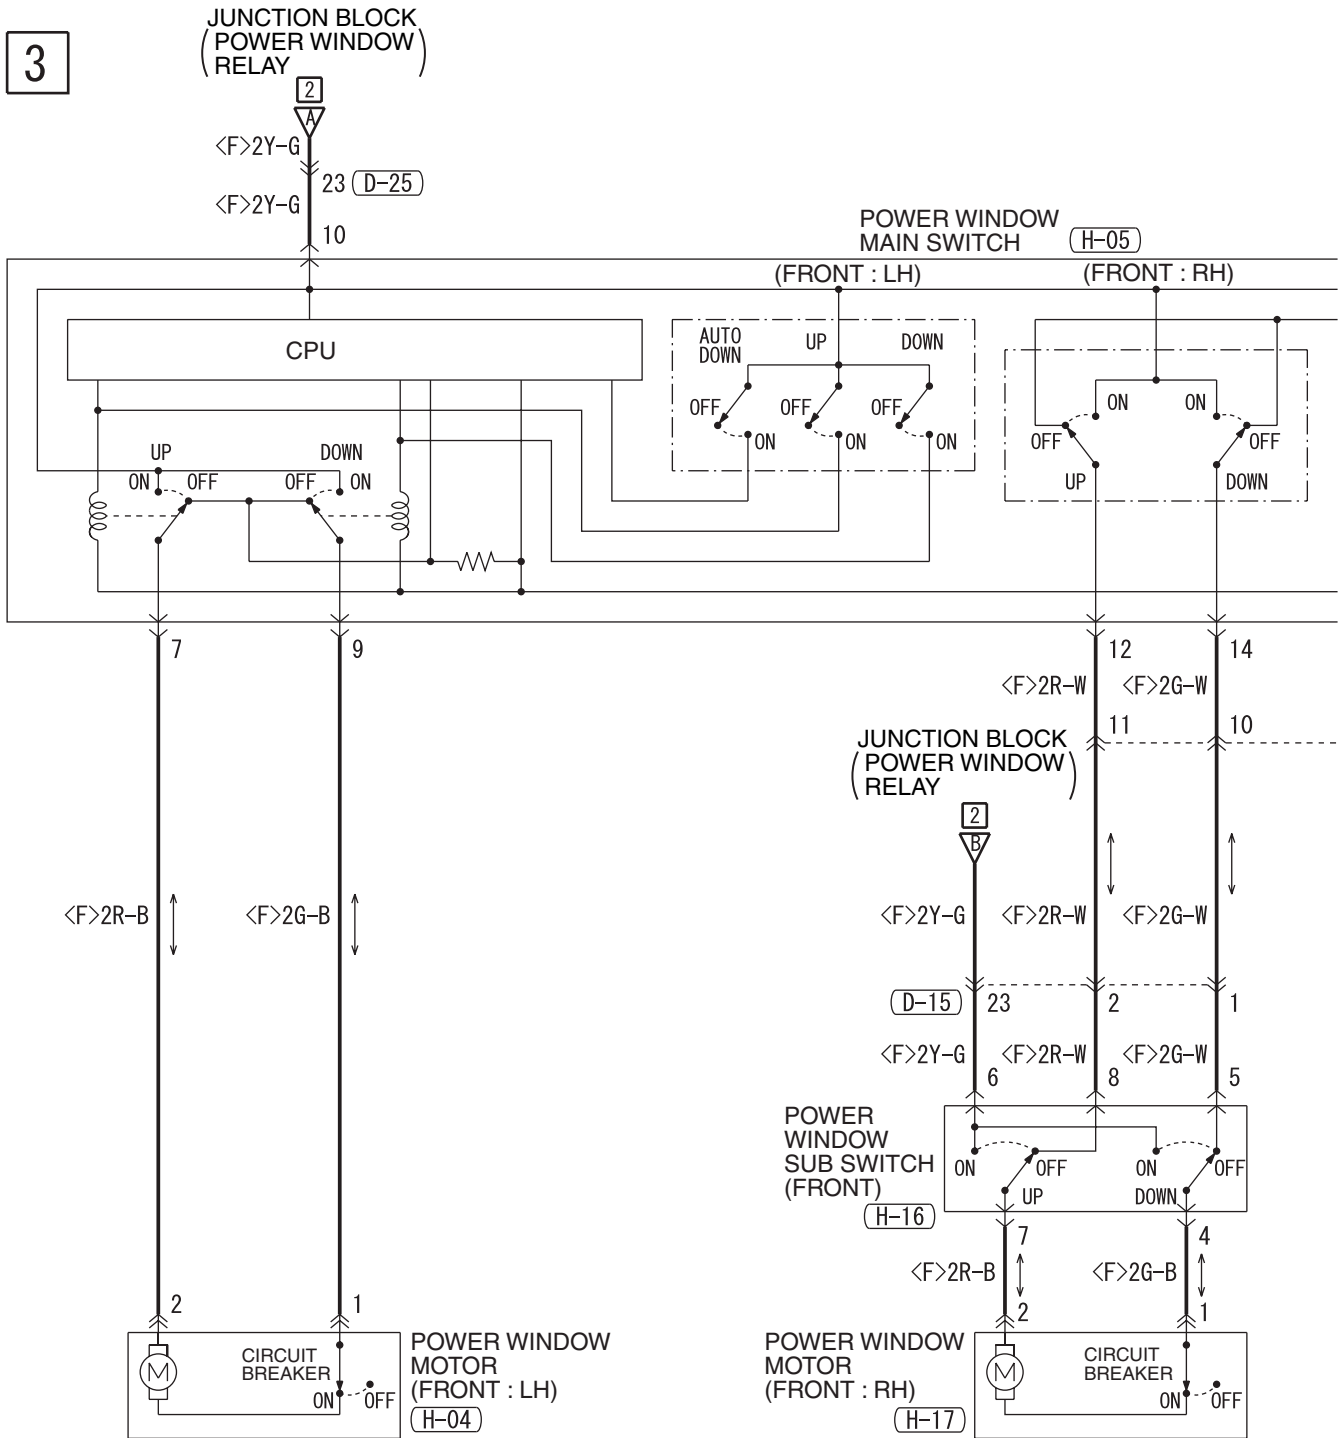 3
JUNCTION BLOCK
(POWER WINDOW
RELAY)
2
A
<F>2Y-G
23 D-25
<F>2Y-G
10
POWER WINDOW
MAIN SWITCH H-05
(FRONT : LH) (FRONT : RH)
CPU
AUTO
DOWN
UP
DOWN
OFF OFF OFF
ON ON ON
ON ON
OFF OFF
UP DOWN
UP DOWN
ON OFF OFF ON
7 9 12 14
<F>2R-W <F>2G-W
11 10
JUNCTION BLOCK
(POWER WINDOW
RELAY)
2
B
<F>2R-B <F>2G-B <F>2Y-G <F>2R-W <F>2G-W
D-15 23 2 1
<F>2Y-G <F>2R-W <F>2G-W
6 8 5
POWER
WINDOW
SUB SWITCH
(FRONT)
H-16
ON OFF ON OFF
UP DOWN
7 4
<F>2R-B <F>2G-B
2 1 2 1
M
CIRCUIT
BREAKER
ON OFF
POWER WINDOW
MOTOR
(FRONT : LH)
H-04
POWER WINDOW
MOTOR
(FRONT : RH)
H-17
M
CIRCUIT
BREAKER
ON OFF